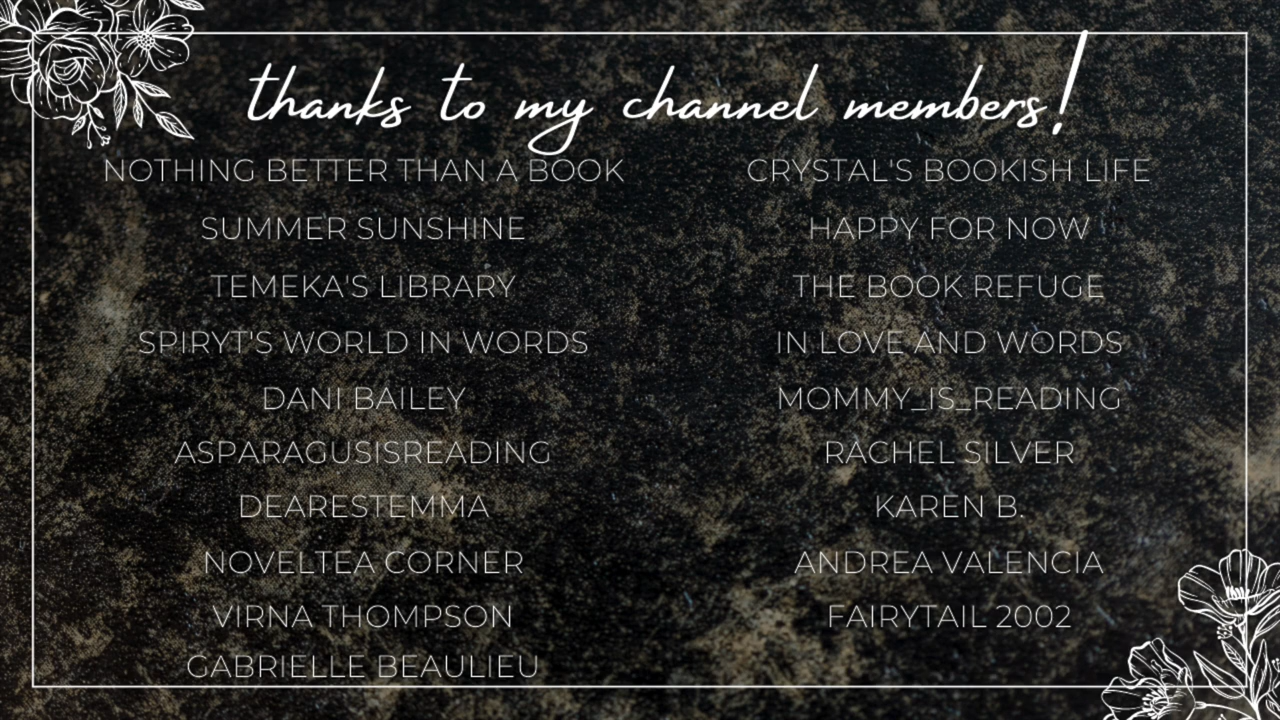 thanks to my channel members!
NOTHING BETTER THAN A BOOK
SUMMER SUNSHINE
TEMEKA'S LIBRARY
SPIRYT'S WORLD IN WORDS
DANI BAILEY
ASPARAGUSISREADING
DEARESTEMMA
NOVELTEA CORNER
VIRNA THOMPSON
GABRIELLE BEAULIEU
CRYSTAL'S BOOKISH LIFE
HAPPY FOR NOW
THE BOOK REFUGE
IN LOVE AND WORDS
MOMMY_IS_READING
RACHEL SILVER
KAREN B.
ANDREA VALENCIA
FAIRYTAIL 2002